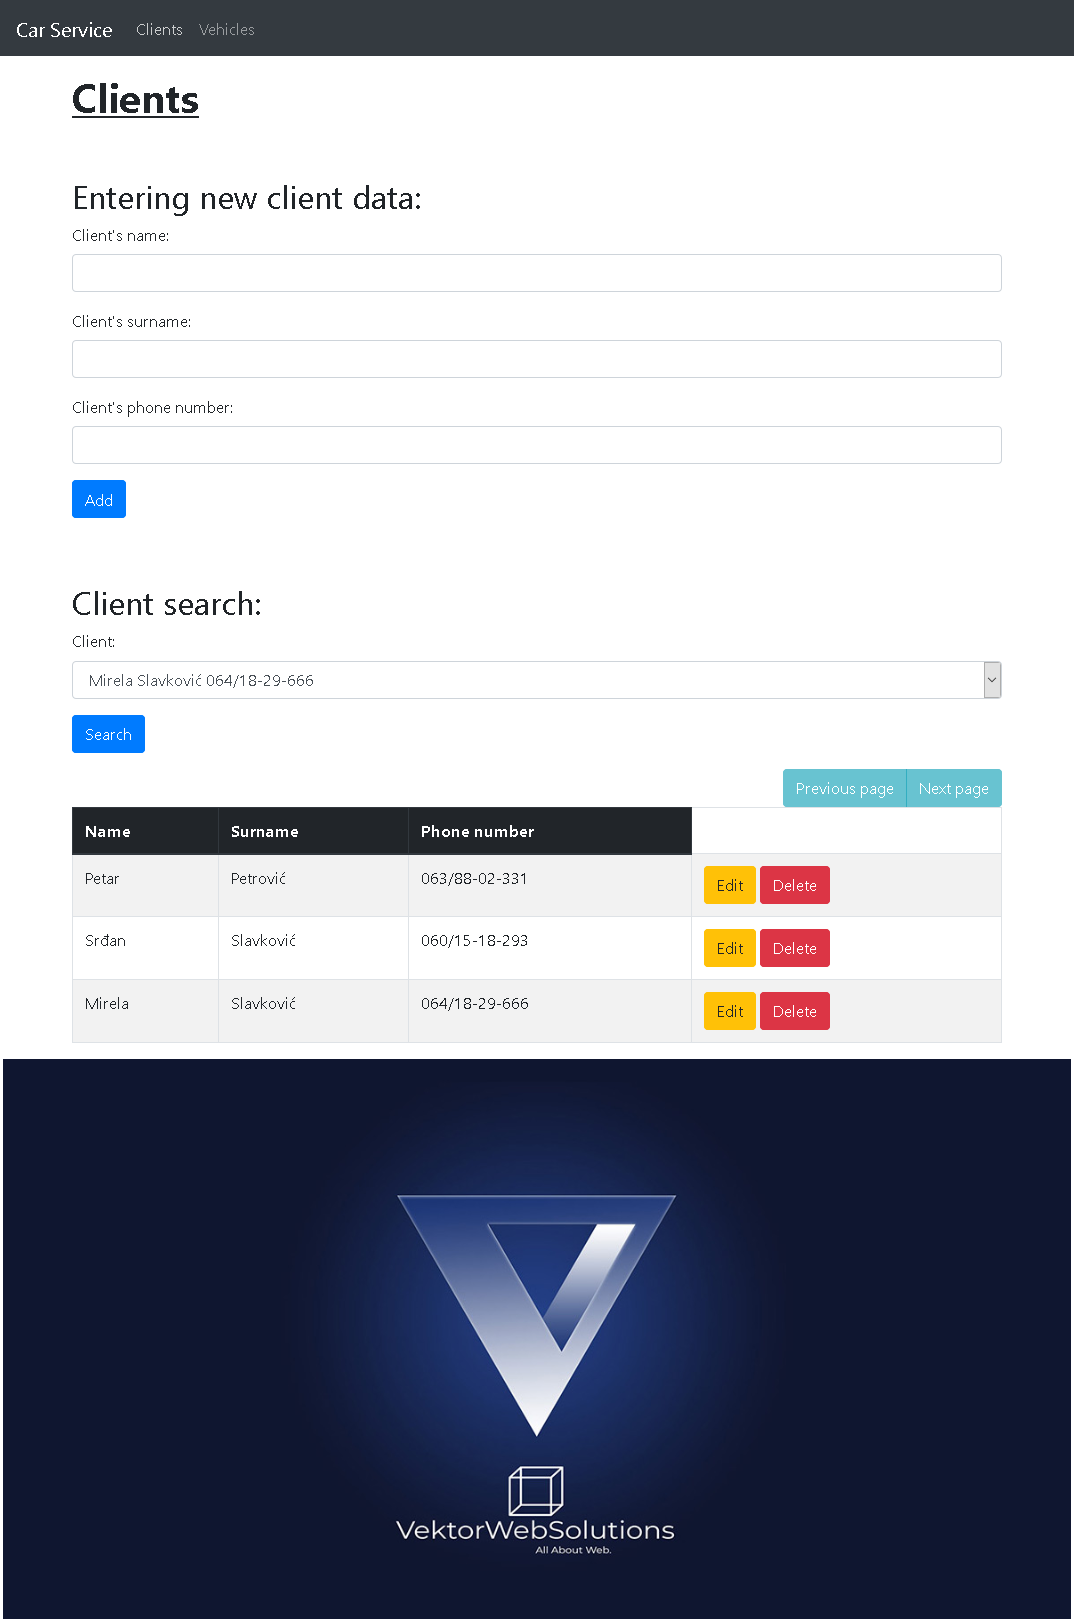 Car Service Clients Vehicles
Clients
Entering new client data:
Client's name:
Client's surname:
Client's phone number:
Add
Client search:
Client:
Mirela Slavković 064/18-29-666
Search
Previous page Next page
Name Surname Phone number
Petar Petrović 063/88-02-331 Edit Delete
Srđan Slavković 060/15-18-293 Edit Delete
Mirela Slavković 064/18-29-666 Edit Delete
VektorWebSolutions
All About Web.